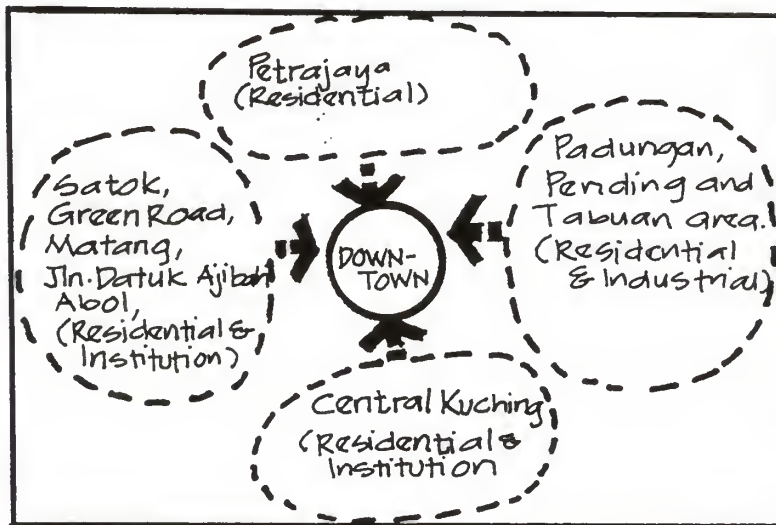 Petrajaya
(Residential)
Satok,
Green Road,
Matang,
Jln. Datuk Ajibah
Abol,
(Residential &
Institution)
DOWN-
TOWN
Padungan,
Pending and
Tabuan area.
(Residential
& Industrial)
Central Kuching
(Residential &
Institution